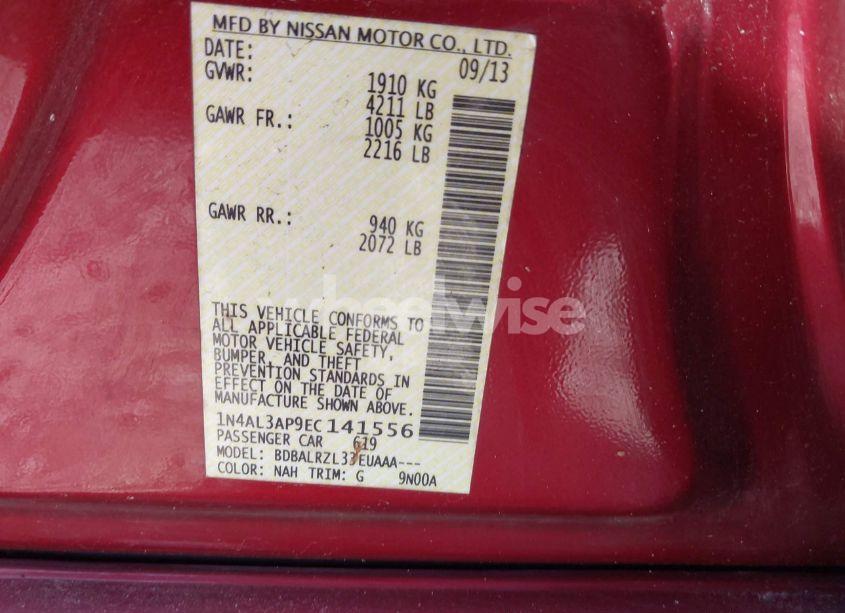 MFD BY NISSAN MOTOR CO., LTD.
DATE: 09/13
GVWR: 1910 KG
4211 LB
GAWR FR.: 1005 KG
2216 LB
GAWR RR.: 940 KG
2072 LB
wheelwise
THIS VEHICLE CONFORMS TO
ALL APPLICABLE FEDERAL
MOTOR VEHICLE SAFETY,
BUMPER, AND THEFT
PREVENTION STANDARDS IN
EFFECT ON THE DATE OF
MANUFACTURE SHOWN ABOVE.
1N4AL3AP9EC141556
PASSENGER CAR 619
MODEL: BDBALRZL33EUAAA---
COLOR: NAH TRIM: G 9N00A